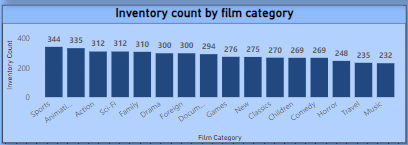 Inventory count by film category
Inventory Count
400
200
0
344 335 312 312 310 300 300 294 276 275 270 269 269 248 235 232
Sports Animati... Action Sci-Fi Family Drama Foreign Docum... Games New Classics Children Comedy Horror Travel Music
Film Category